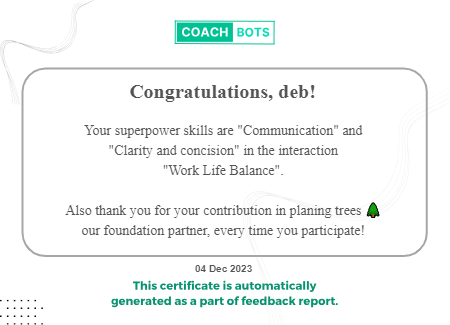 COACH BOTS
Congratulations, deb!
Your superpower skills are "Communication" and
"Clarity and concision" in the interaction
"Work Life Balance".
Also thank you for your contribution in planing trees 🌲
our foundation partner, every time you participate!
04 Dec 2023
This certificate is automatically
generated as a part of feedback report.